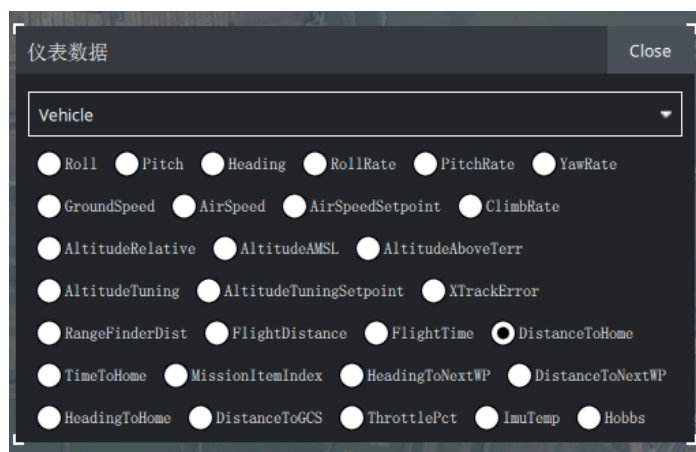 仪表数据 Close
Vehicle
Roll Pitch Heading RollRate PitchRate YawRate
GroundSpeed AirSpeed AirSpeedSetpoint ClimbRate
AltitudeRelative AltitudeAMSL AltitudeAboveTerr
AltitudeTuning AltitudeTuningSetpoint XTrackError
RangeFinderDist FlightDistance FlightTime DistanceToHome
TimeToHome MissionItemIndex HeadingToNextWP DistanceToNextWP
HeadingToHome DistanceToGCS ThrottlePct ImuTemp Hobbs